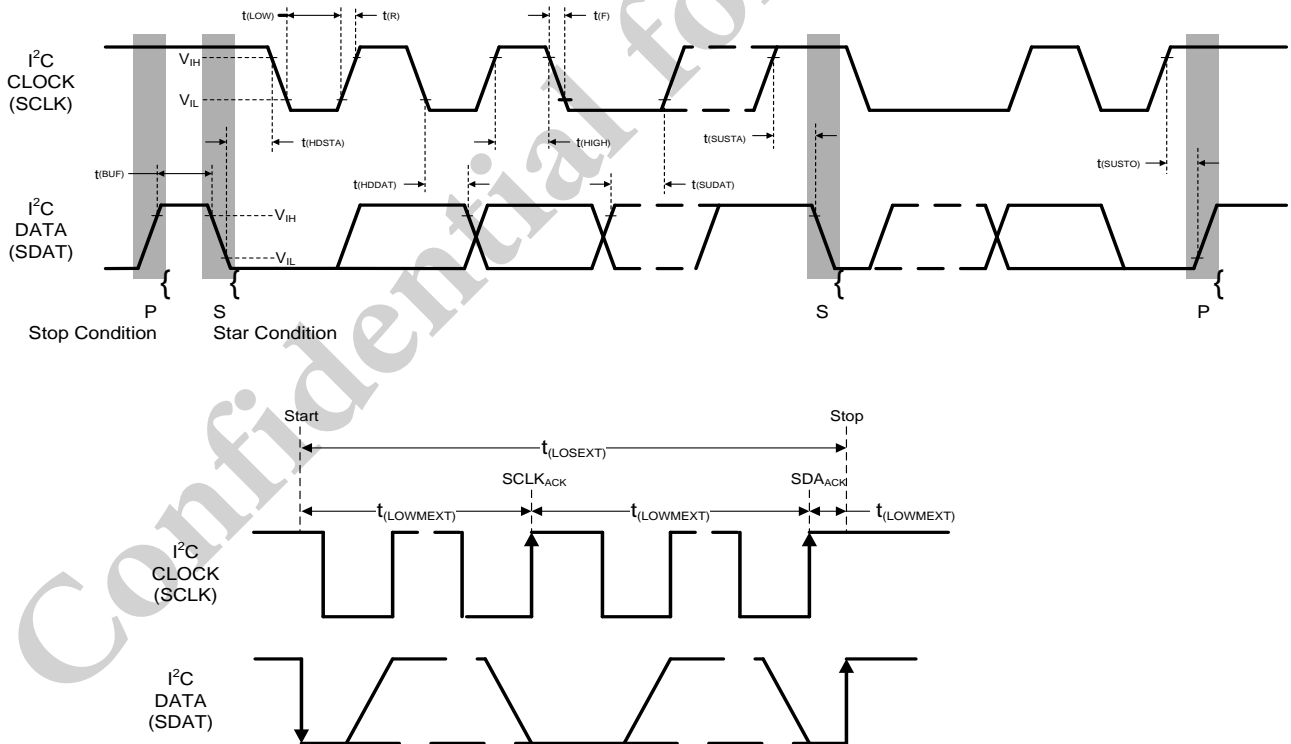 t(LOW)
t(R)
t(F)
I²C
CLOCK
(SCLK)
VIH
VIL
t(HDSTA)
t(HIGH)
t(SUSTA)
t(SUSTO)
t(BUF)
t(HDDAT)
t(SUDAT)
I²C
DATA
(SDAT)
VIH
VIL
P
S
S
P
Stop Condition
Star Condition
Start
Stop
t(LOSEXT)
SCLKACK
SDAACK
t(LOWMEXT)
t(LOWMEXT)
t(LOWMEXT)
I²C
CLOCK
(SCLK)
I²C
DATA
(SDAT)
Confidential for